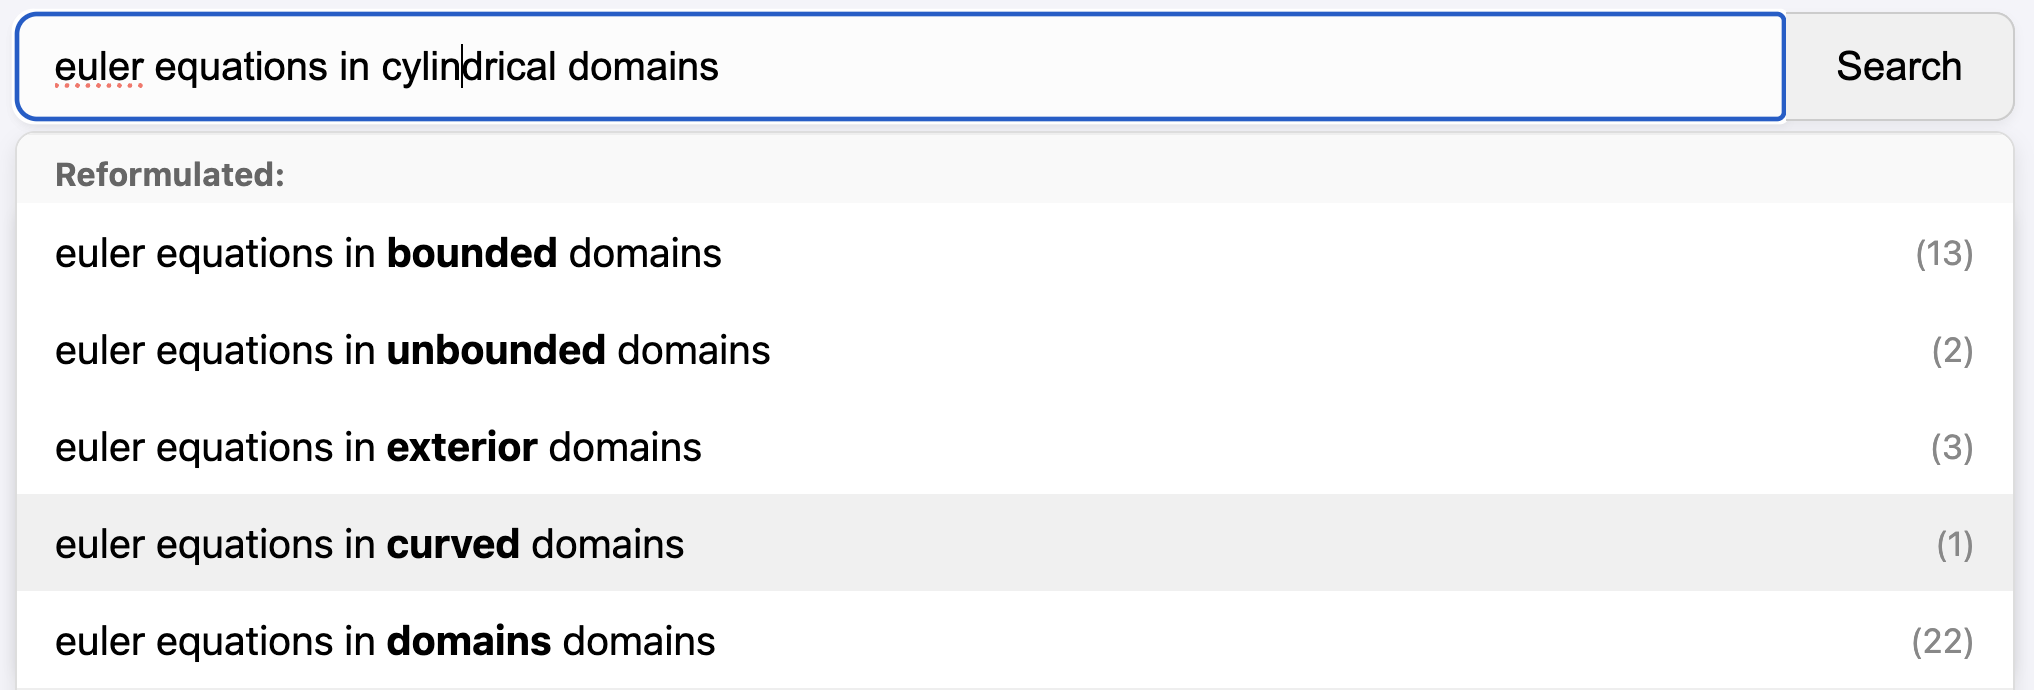 euler equations in cylindrical domains
Search
Reformulated:
euler equations in bounded domains (13)
euler equations in unbounded domains (2)
euler equations in exterior domains (3)
euler equations in curved domains (1)
euler equations in domains domains (22)